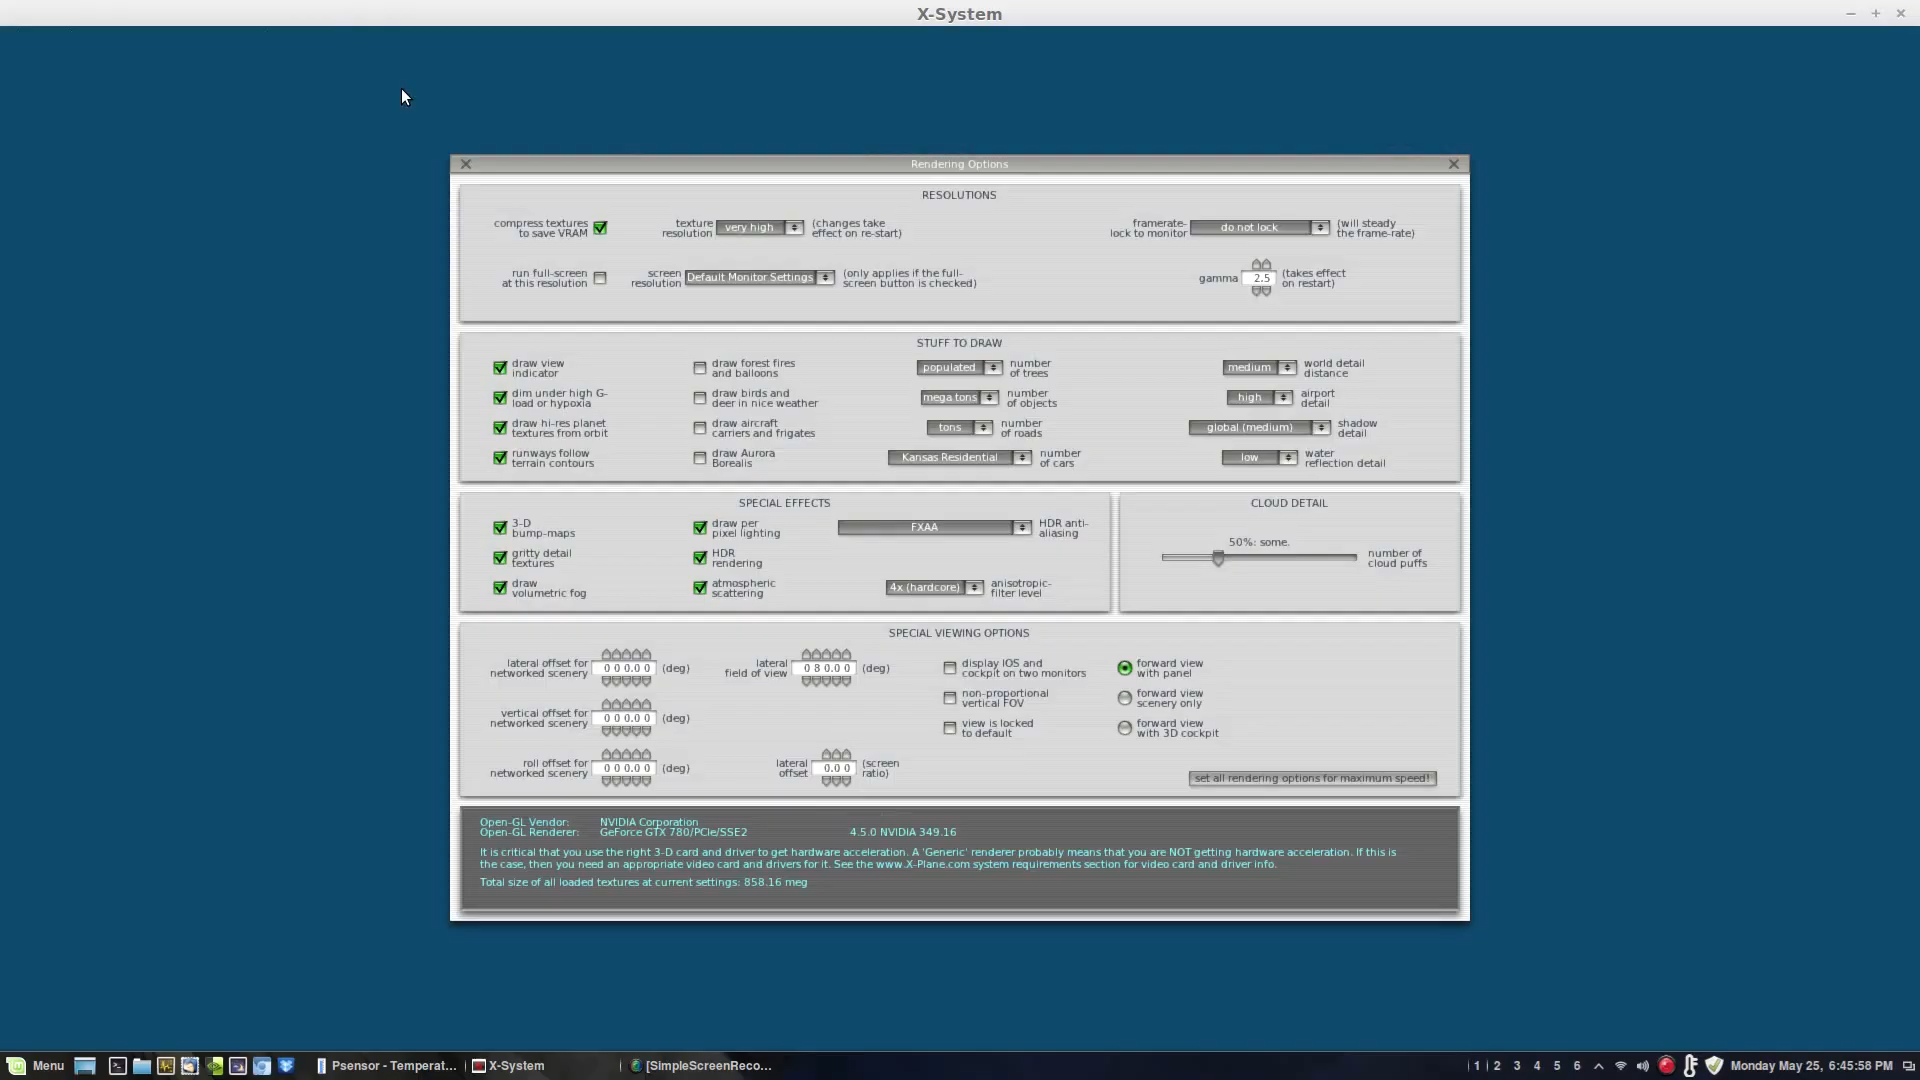 X-System
Rendering Options
RESOLUTIONS
compress textures
to save VRAM
texture
resolution
very high
(changes take
effect on re-start)
framerate-
lock to monitor
do not lock
(will steady
the frame-rate)
run full-screen
at this resolution
screen
resolution
Default Monitor Settings
(only applies if the full-
screen button is checked)
gamma
2.5
(takes effect
on restart)
STUFF TO DRAW
draw view
indicator
draw forest fires
and balloons
populated
number
of trees
medium
world detail
distance
dim under high G-
load or hypoxia
draw birds and
deer in nice weather
mega tons
number
of objects
high
airport
detail
draw hi-res planet
textures from orbit
draw aircraft
carriers and frigates
tons
number
of roads
global (medium)
shadow
detail
runways follow
terrain contours
draw Aurora
Borealis
Kansas Residential
number
of cars
low
water
reflection detail
SPECIAL EFFECTS
3-D
bump-maps
draw per
pixel lighting
FXAA
HDR anti-
aliasing
gritty detail
textures
HDR
rendering
draw
volumetric fog
atmospheric
scattering
4x (hardcore)
anisotropic-
filter level
CLOUD DETAIL
50%: some.
number of
cloud puffs
SPECIAL VIEWING OPTIONS
lateral offset for
networked scenery
0 0 0.0 0
(deg)
lateral
field of view
0 8 0.0 0
(deg)
display IOS and
cockpit on two monitors
forward view
with panel
non-proportional
vertical FOV
forward view
scenery only
vertical offset for
networked scenery
0 0 0.0 0
(deg)
view is locked
to default
forward view
with 3D cockpit
roll offset for
networked scenery
0 0 0.0 0
(deg)
lateral
offset
0.0 0
(screen
ratio)
set all rendering options for maximum speed!
Open-GL Vendor: NVIDIA Corporation
Open-GL Renderer: GeForce GTX 780/PCIe/SSE2 4.5.0 NVIDIA 349.16
It is critical that you use the right 3-D card and driver to get hardware acceleration. A 'Generic' renderer probably means that you are NOT getting hardware acceleration. If this is
the case, then you need an appropriate video card and drivers for it. See the www.X-Plane.com system requirements section for video card and driver info.
Total size of all loaded textures at current settings: 858.16 meg
Menu
Psensor - Temperat...
X-System
[SimpleScreenReco...
1 2 3 4 5 6
Monday May 25, 6:45:58 PM